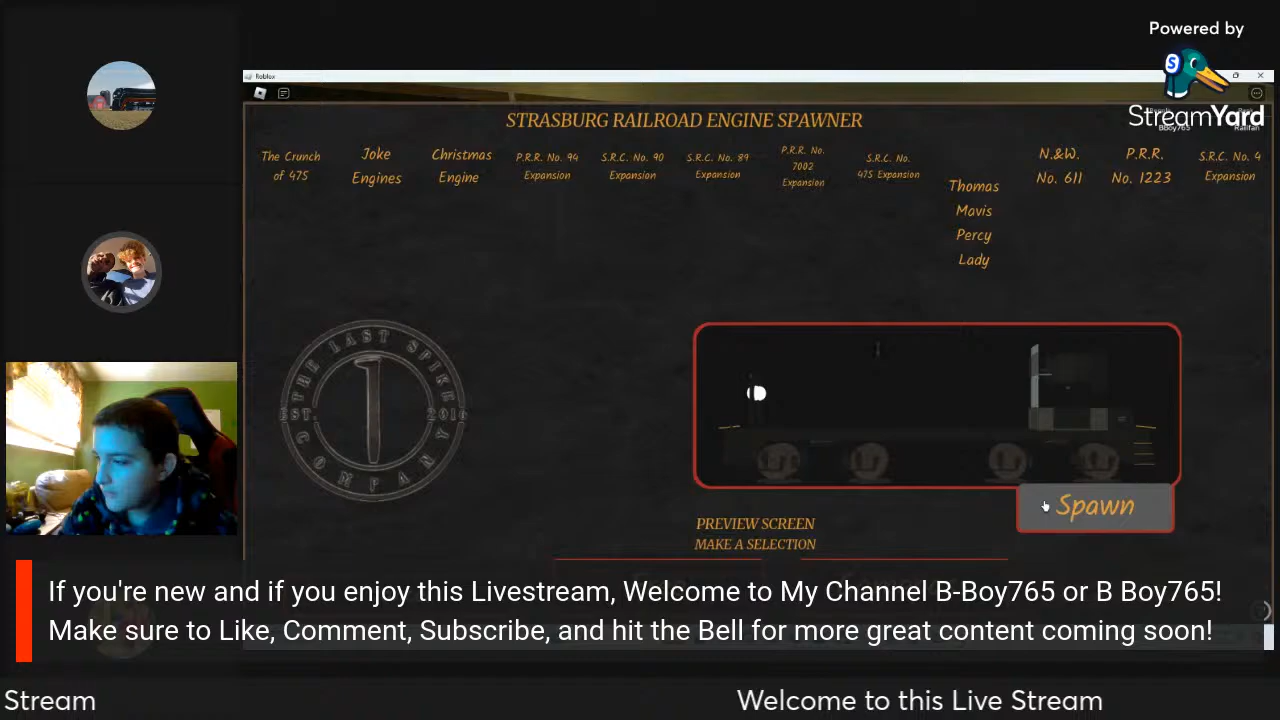 Powered by
StreamYard
Roblox
Bboy765
Railfan
STRASBURG RAILROAD ENGINE SPAWNER
The Crunch
of 475
Joke
Engines
Christmas
Engine
P.R.R. No. 94
Expansion
S.R.C. No. 90
Expansion
S.R.C. No. 89
Expansion
P.R.R. No.
7002
Expansion
S.R.C. No.
475 Expansion
Thomas
Mavis
Percy
Lady
N.&W.
No. 611
P.R.R.
No. 1223
S.R.C. No. 4
Expansion
THE LAST SPIKE
EST. 2016
COMPANY
Spawn
PREVIEW SCREEN
MAKE A SELECTION
If you're new and if you enjoy this Livestream, Welcome to My Channel B-Boy765 or B Boy765!
Make sure to Like, Comment, Subscribe, and hit the Bell for more great content coming soon!
Stream
Welcome to this Live Stream